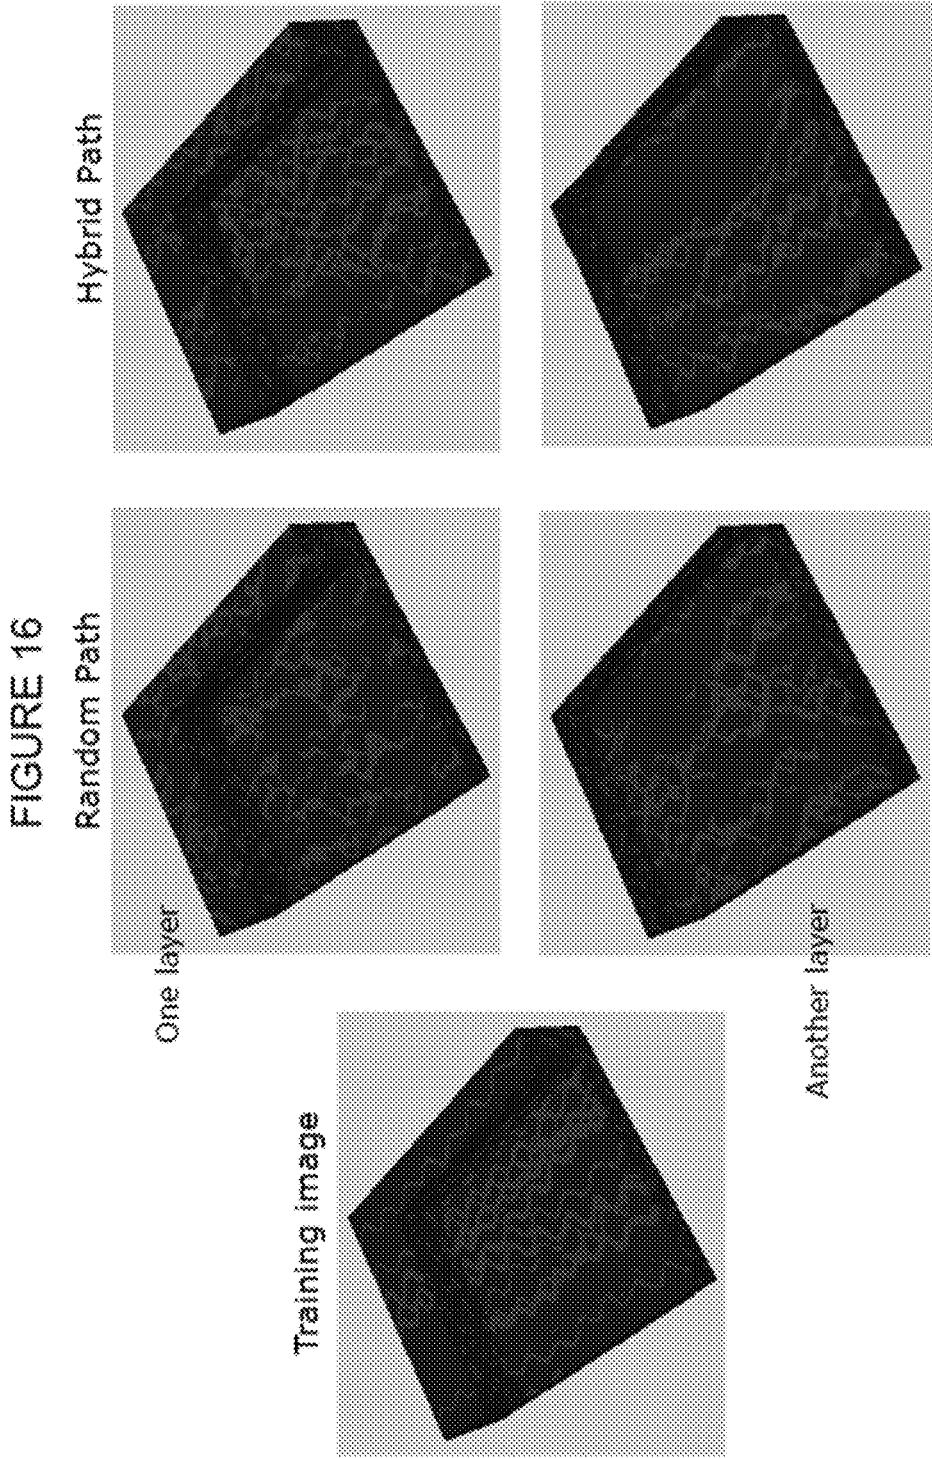 FIGURE 16
Training image
Random Path
Hybrid Path
One layer
Another layer